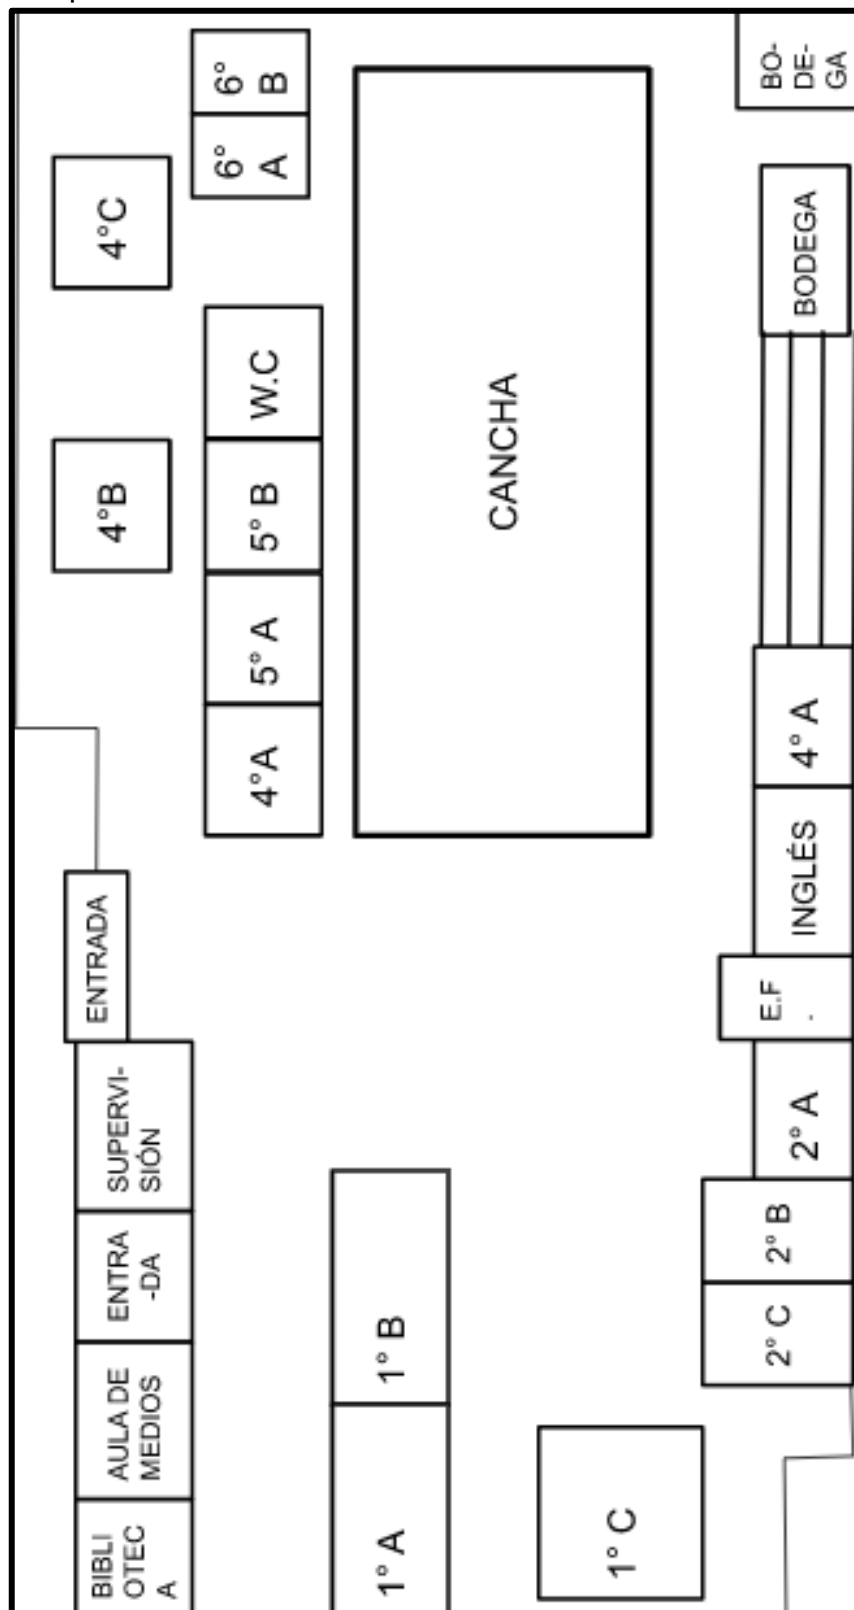 6°
B
6°
A
4°C
W.C
4°B
5° B
5° A
4°A
CANCHA
BO-
DE-
GA
BODEGA
4° A
INGLÉS
E.F
.
2° A
2° B
2° C
ENTRADA
SUPERVI-
SIÓN
ENTRA
-DA
AULA DE
MEDIOS
BIBLI
OTEC
A
1° B
1° A
1° C